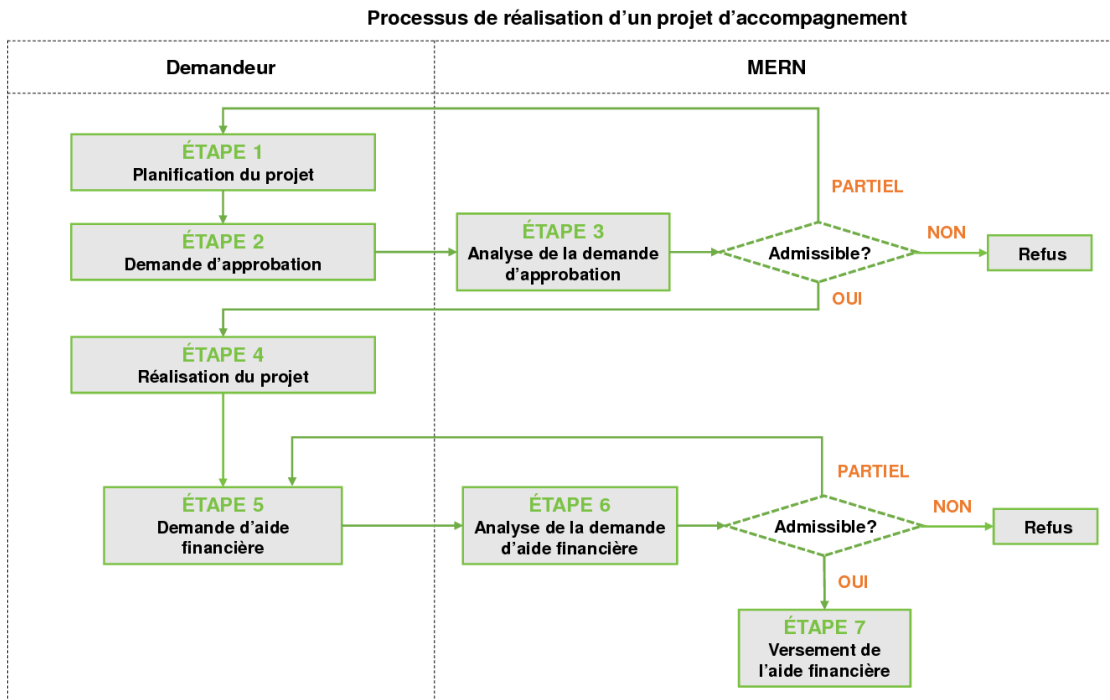 Processus de réalisation d’un projet d’accompagnement
Demandeur
MERN
ÉTAPE 1
Planification du projet
PARTIEL
ÉTAPE 2
Demande d’approbation
ÉTAPE 3
Analyse de la demande
d’approbation
Admissible?
NON
Refus
OUI
ÉTAPE 4
Réalisation du projet
PARTIEL
ÉTAPE 5
Demande d’aide
financière
ÉTAPE 6
Analyse de la demande
d’aide financière
Admissible?
NON
Refus
OUI
ÉTAPE 7
Versement de
l’aide financière